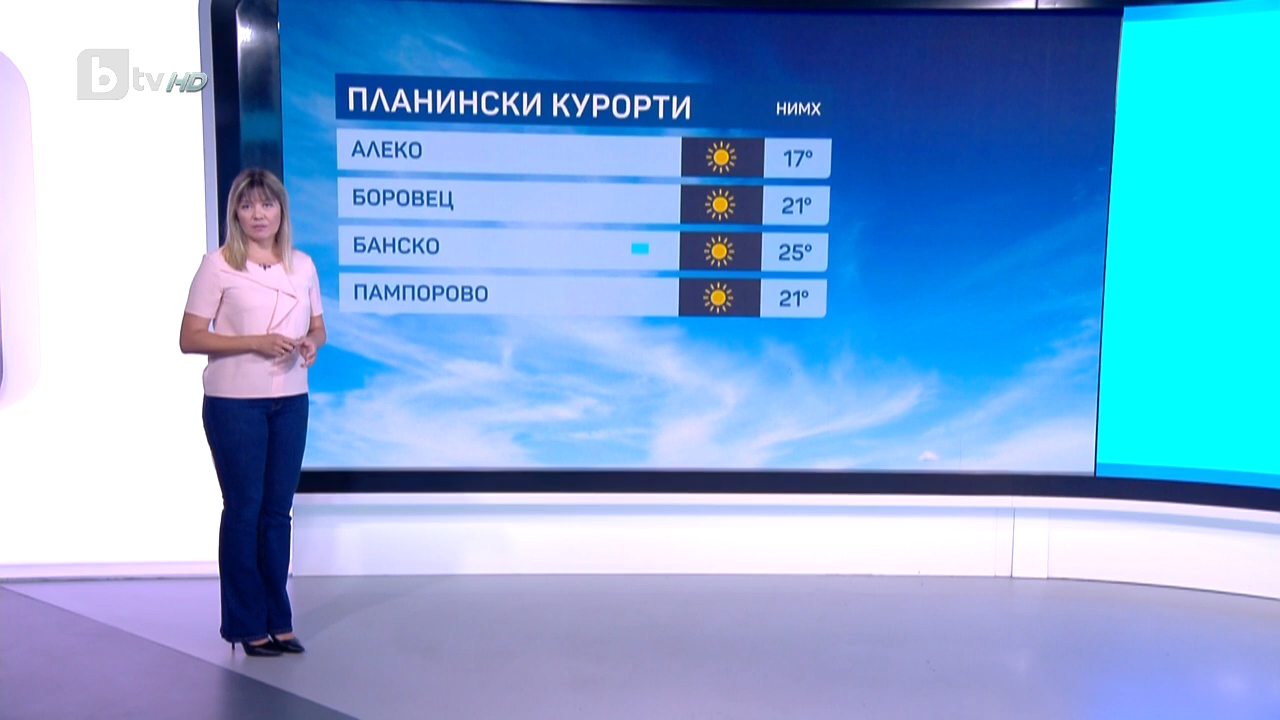 btv HD
ПЛАНИНСКИ КУРОРТИ НИМХ
АЛЕКО 17°
БОРОВЕЦ 21°
БАНСКО 25°
ПАМПОРОВО 21°